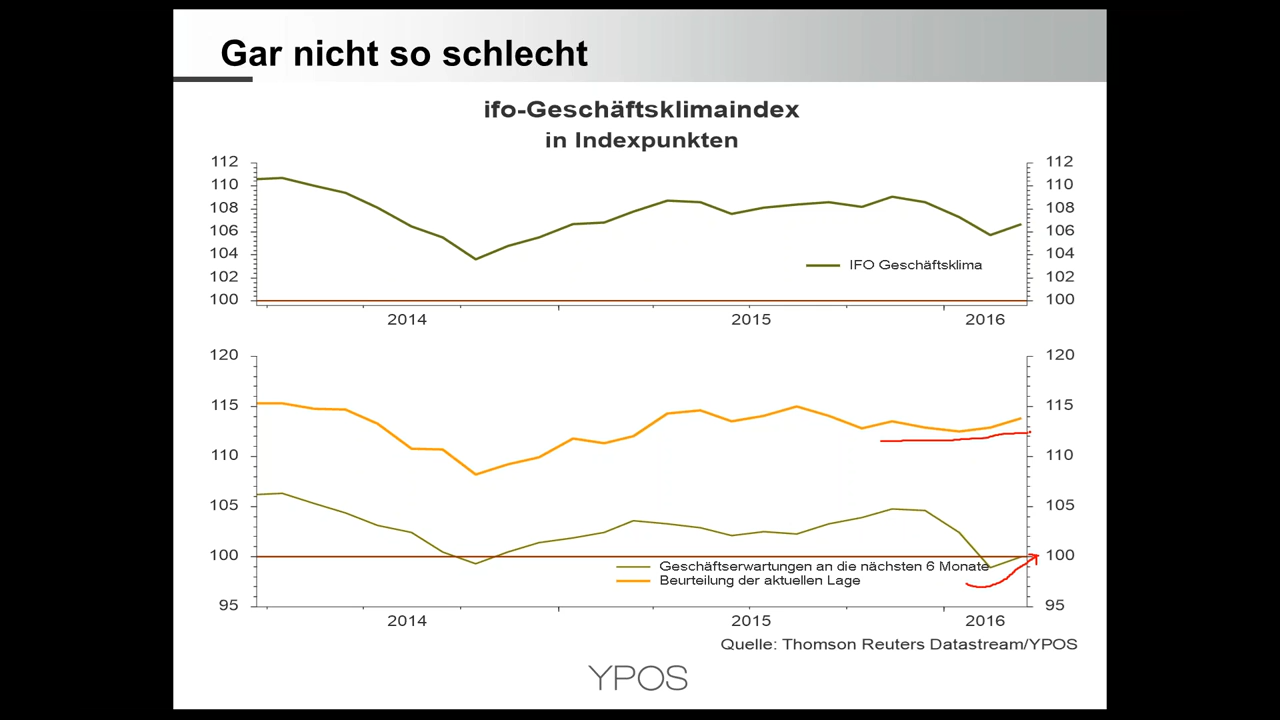 Gar nicht so schlecht
ifo-Geschäftsklimaindex
in Indexpunkten
112 112
110 110
108 108
106 106
104 104
IFO Geschäftsklima
102 102
100 100
2014 2015 2016
120 120
115 115
110 110
105 105
100 100
Geschäftserwartungen an die nächsten 6 Monate
Beurteilung der aktuellen Lage
95 95
2014 2015 2016
Quelle: Thomson Reuters Datastream/YPOS
YPOS